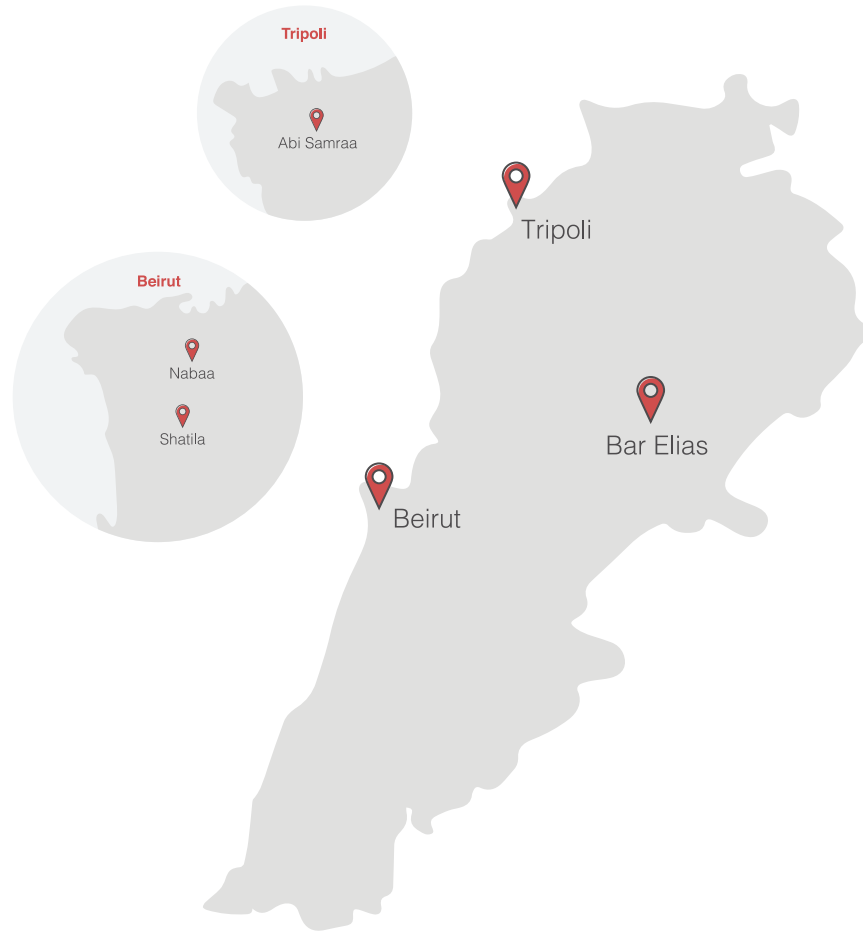 Tripoli
Abi Samraa
Tripoli
Beirut
Nabaa
Shatila
Bar Elias
Beirut